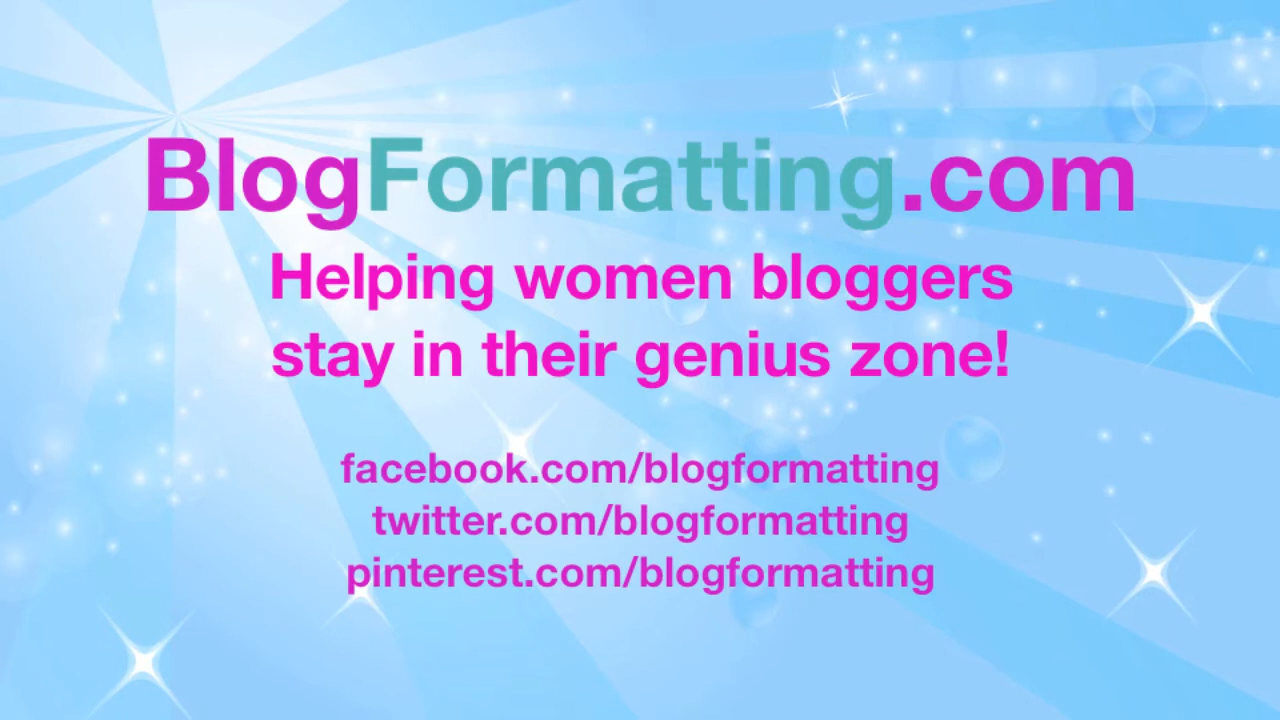 BlogFormatting.com
Helping women bloggers
stay in their genius zone!
facebook.com/blogformatting
twitter.com/blogformatting
pinterest.com/blogformatting